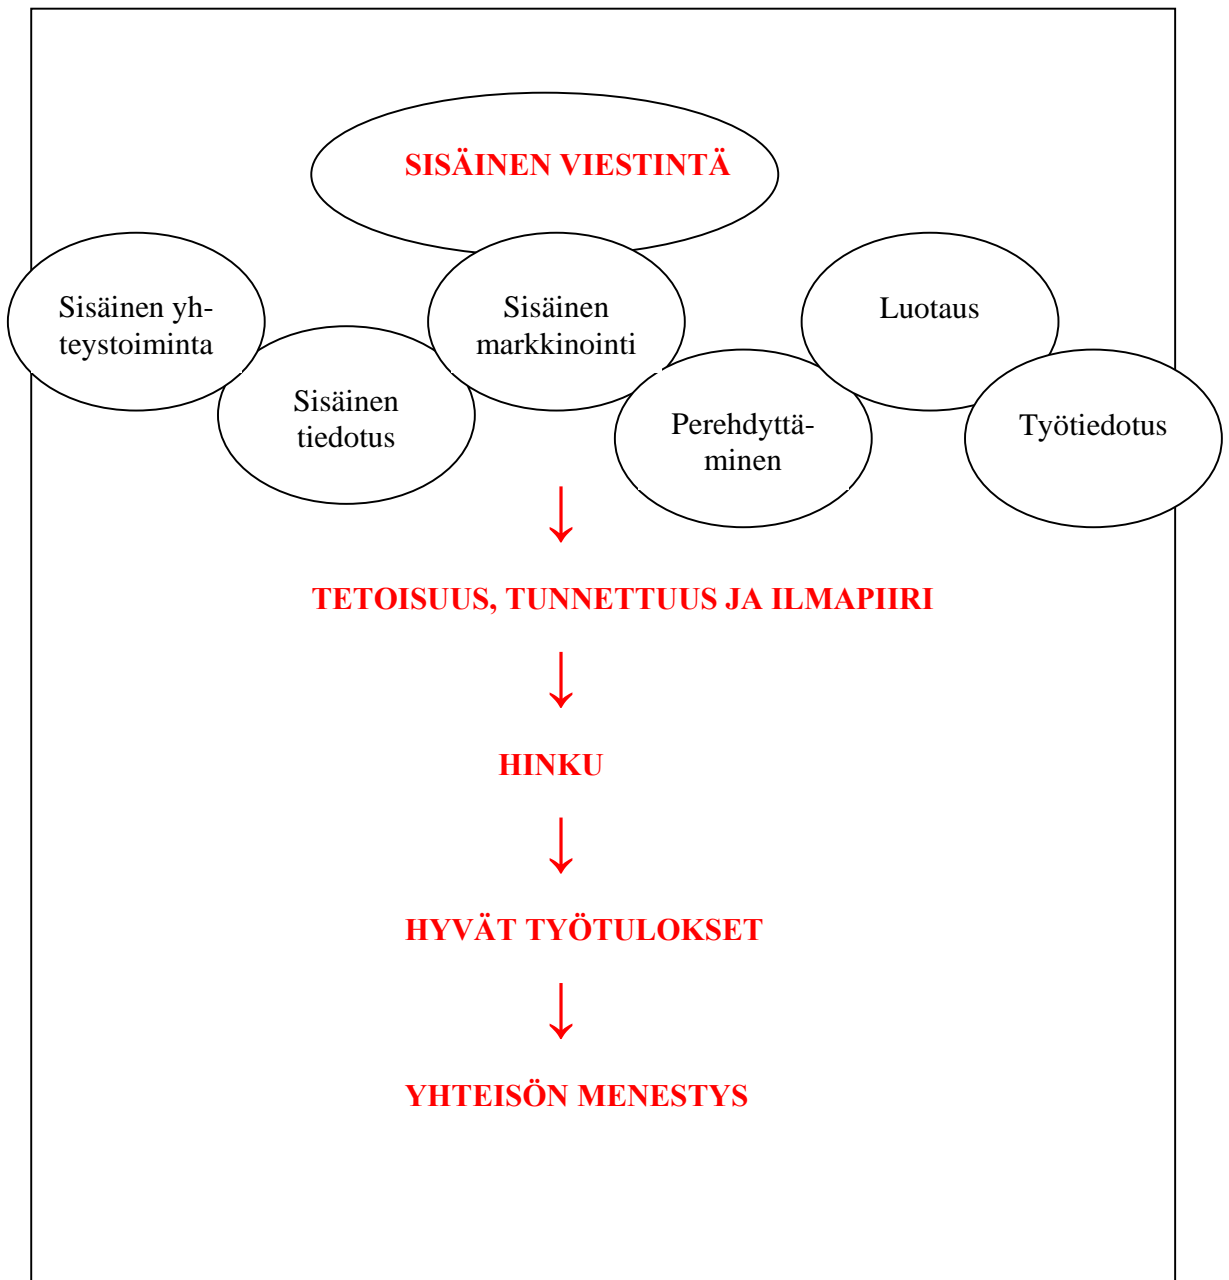 SISÄINEN VIESTINTÄ
Sisäinen yh-
teystoiminta
Sisäinen
tiedotus
Sisäinen
markkinointi
Perehdyttä-
minen
Luotaus
Työtiedotus
TETOISUUS, TUNNETTUUS JA ILMAPIIRI
HINKU
HYVÄT TYÖTULOKSET
YHTEISÖN MENESTYS